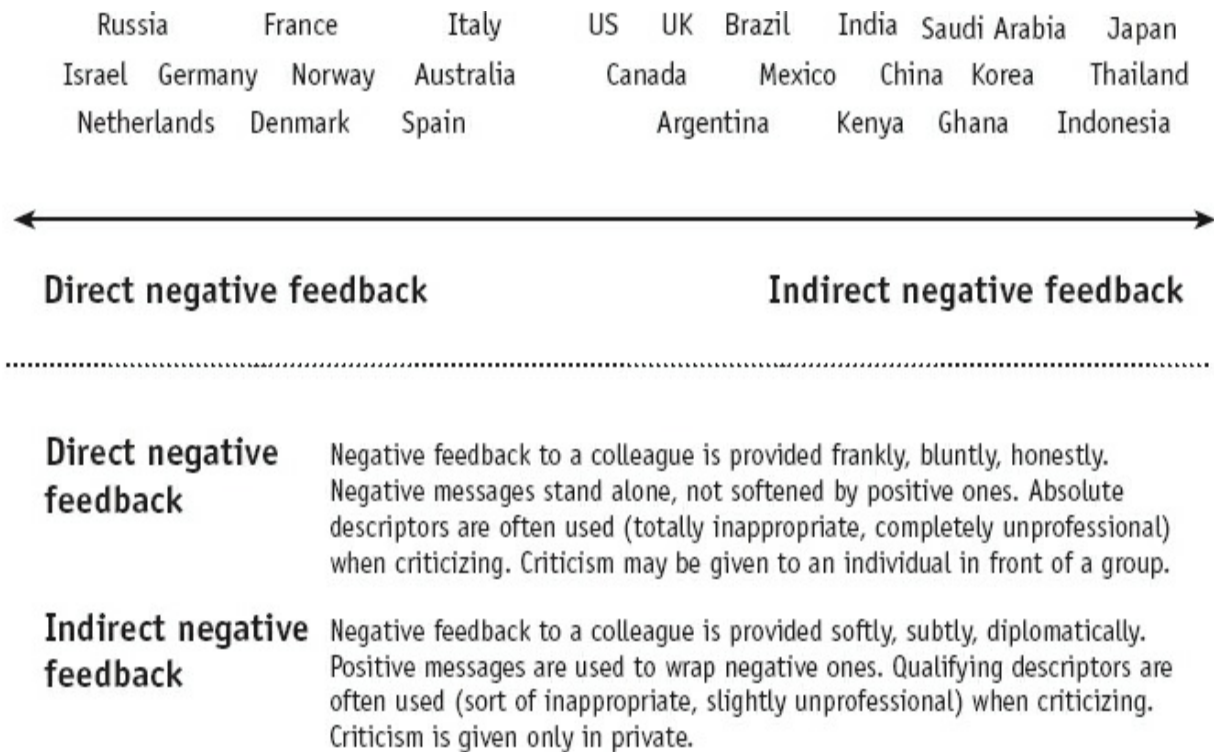 Russia France Italy US UK Brazil India Saudi Arabia Japan
Israel Germany Norway Australia Canada Mexico China Korea Thailand
Netherlands Denmark Spain Argentina Kenya Ghana Indonesia
Direct negative feedback Indirect negative feedback
Direct negative
feedback
Negative feedback to a colleague is provided frankly, bluntly, honestly.
Negative messages stand alone, not softened by positive ones. Absolute
descriptors are often used (totally inappropriate, completely unprofessional)
when criticizing. Criticism may be given to an individual in front of a group.
Indirect negative
feedback
Negative feedback to a colleague is provided softly, subtly, diplomatically.
Positive messages are used to wrap negative ones. Qualifying descriptors are
often used (sort of inappropriate, slightly unprofessional) when criticizing.
Criticism is given only in private.